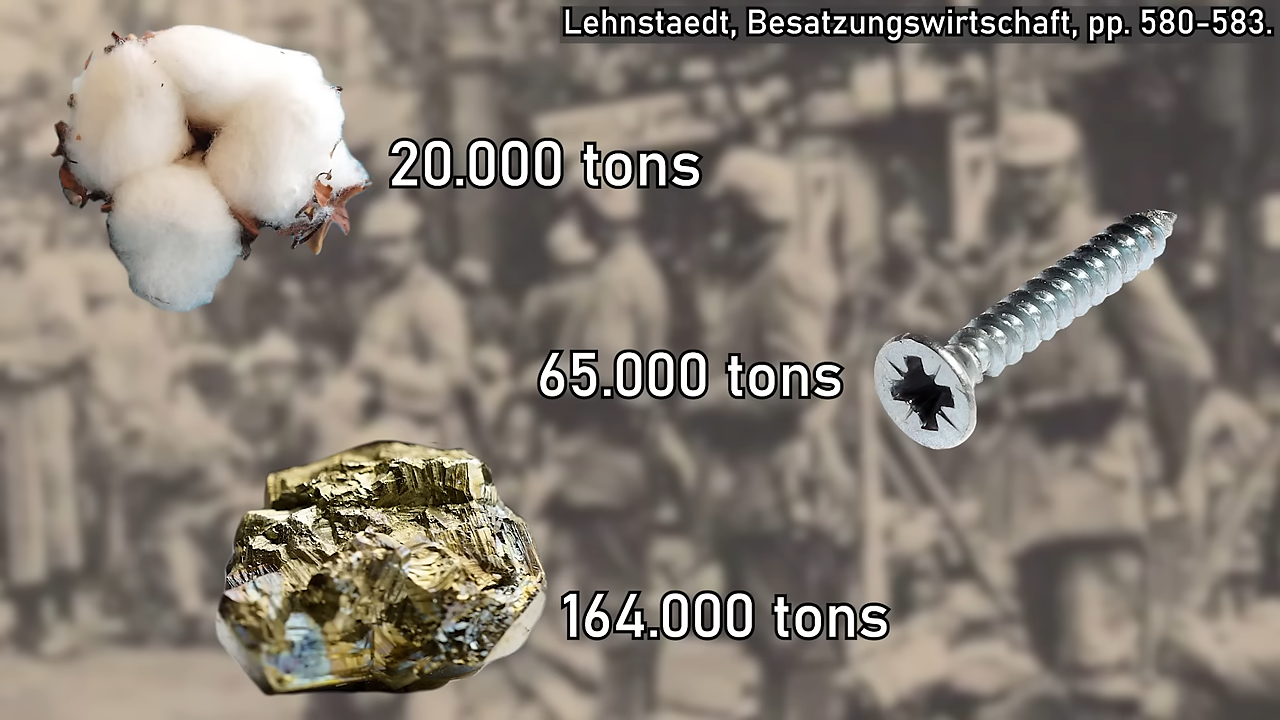 Lehnstaedt, Besatzungswirtschaft, pp. 580-583.
20.000 tons
65.000 tons
164.000 tons